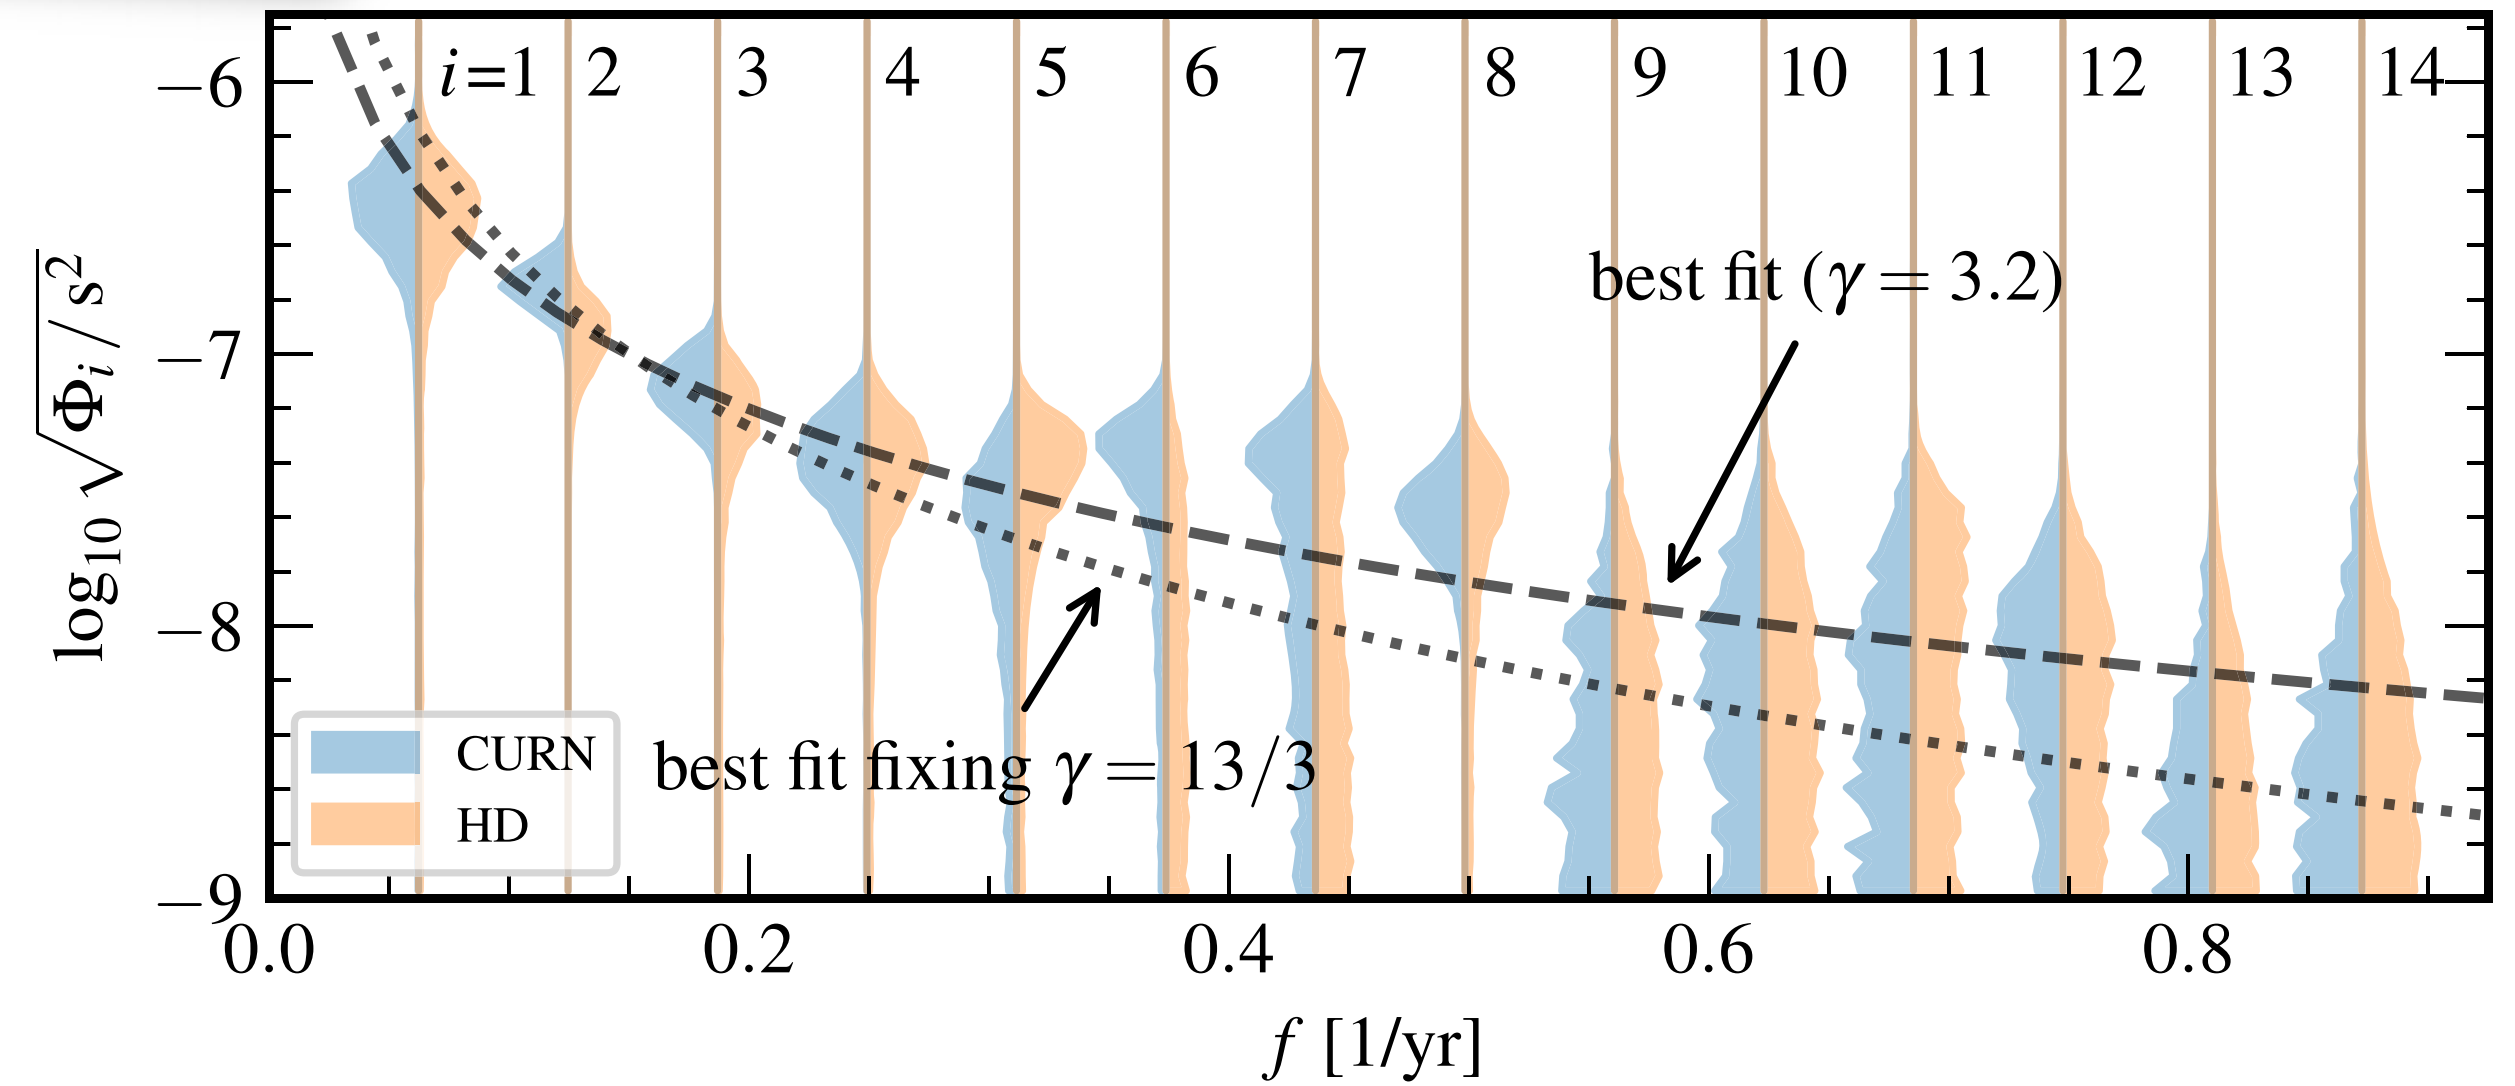 i=1 2 3 4 5 6 7 8 9 10 11 12 13 14
−6
−7
−8
−9
log₁₀ √Φᵢ / s²
best fit (γ = 3.2)
best fit fixing γ = 13/3
CURN
HD
0.0 0.2 0.4 0.6 0.8
f [1/yr]